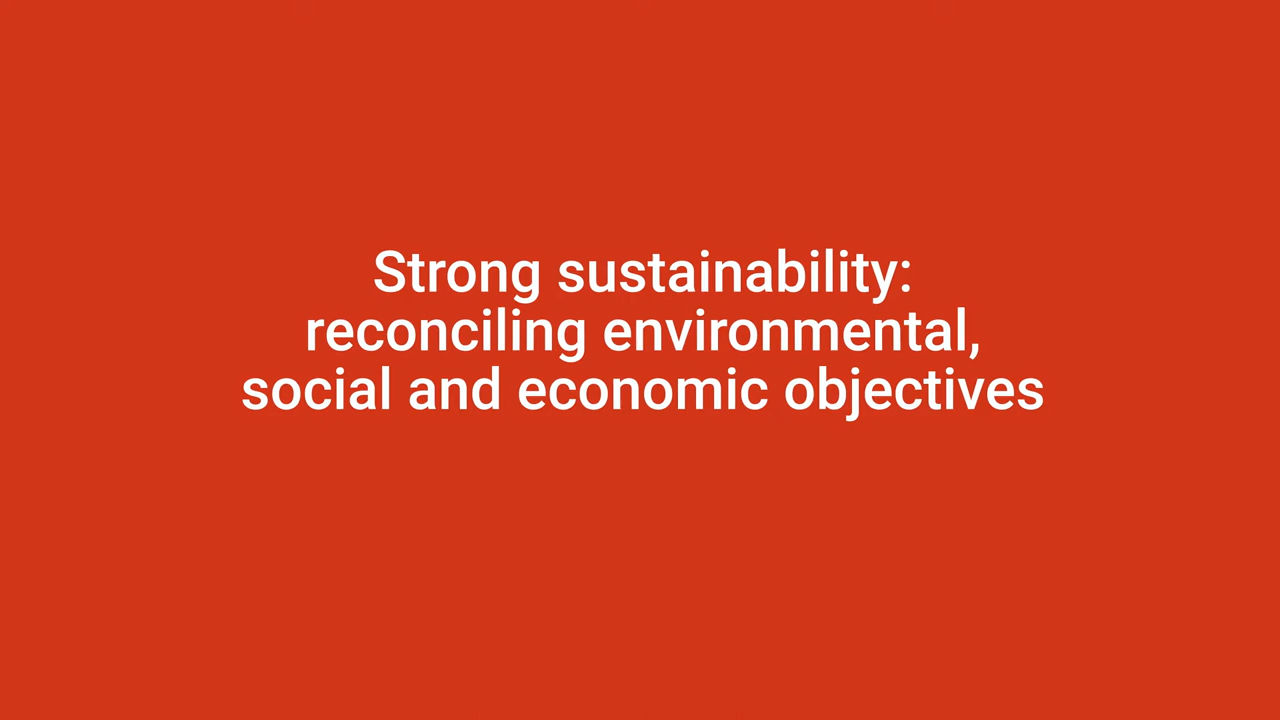 Strong sustainability:
reconciling environmental,
social and economic objectives